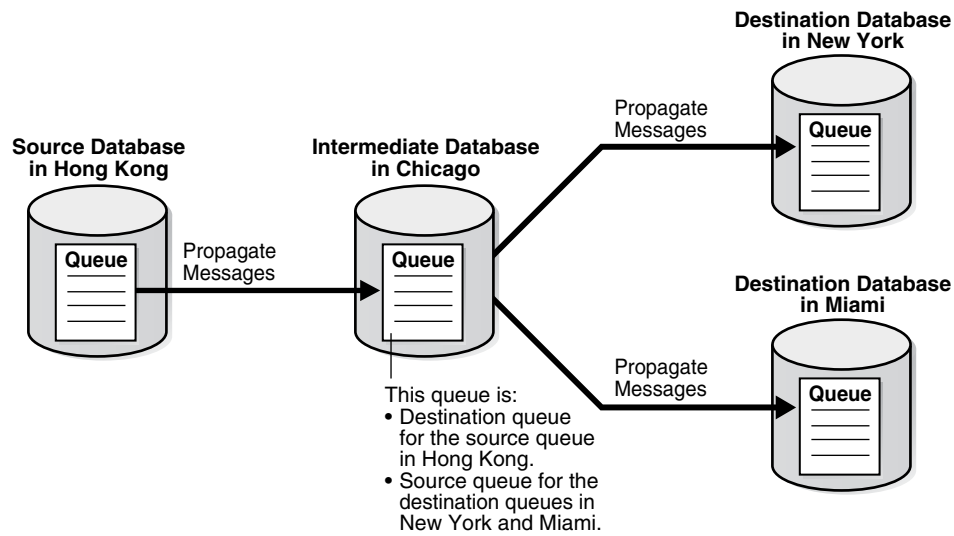 Destination Database
in New York
Propagate
Messages
Queue
Source Database
in Hong Kong
Intermediate Database
in Chicago
Queue
Propagate
Messages
Queue
Destination Database
in Miami
Propagate
Messages
Queue
This queue is:
• Destination queue
for the source queue
in Hong Kong.
• Source queue for the
destination queues in
New York and Miami.